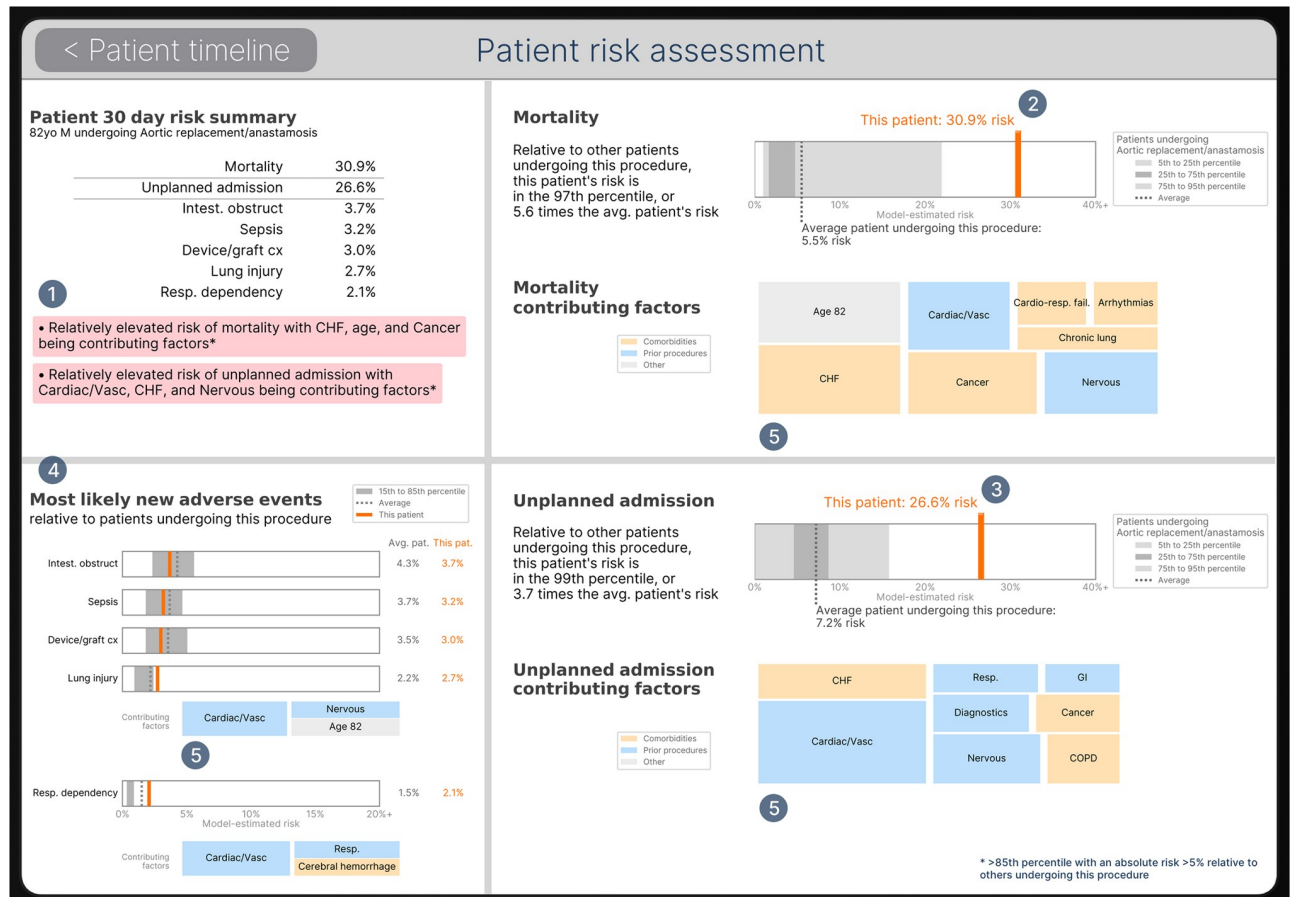 < Patient timeline
Patient risk assessment
Patient 30 day risk summary
82yo M undergoing Aortic replacement/anastamosis
Mortality 30.9%
Unplanned admission 26.6%
Intest. obstruct 3.7%
Sepsis 3.2%
Device/graft cx 3.0%
Lung injury 2.7%
Resp. dependency 2.1%
1
• Relatively elevated risk of mortality with CHF, age, and Cancer
being contributing factors*
• Relatively elevated risk of unplanned admission with
Cardiac/Vasc, CHF, and Nervous being contributing factors*
Mortality
Relative to other patients
undergoing this procedure,
this patient's risk is
in the 97th percentile, or
5.6 times the avg. patient's risk
2
This patient: 30.9% risk
0% 10% 20% 30% 40%+
Model-estimated risk
Average patient undergoing this procedure:
5.5% risk
Patients undergoing
Aortic replacement/anastamosis
5th to 25th percentile
25th to 75th percentile
75th to 95th percentile
Average
Mortality
contributing factors
Comorbidities
Prior procedures
Other
Age 82
Cardiac/Vasc
Cardio-resp. fail.
Arrhythmias
Chronic lung
CHF
Cancer
Nervous
5
4
Most likely new adverse events
relative to patients undergoing this procedure
15th to 85th percentile
Average
This patient
Avg. pat. This pat.
Intest. obstruct 4.3% 3.7%
Sepsis 3.7% 3.2%
Device/graft cx 3.5% 3.0%
Lung injury 2.2% 2.7%
Contributing
factors
Cardiac/Vasc
Nervous
Age 82
5
Resp. dependency 1.5% 2.1%
0% 5% 10% 15% 20%+
Model-estimated risk
Contributing
factors
Cardiac/Vasc
Resp.
Cerebral hemorrhage
Unplanned admission
Relative to other patients
undergoing this procedure,
this patient's risk is
in the 99th percentile, or
3.7 times the avg. patient's risk
3
This patient: 26.6% risk
0% 10% 20% 30% 40%+
Model-estimated risk
Average patient undergoing this procedure:
7.2% risk
Patients undergoing
Aortic replacement/anastamosis
5th to 25th percentile
25th to 75th percentile
75th to 95th percentile
Average
Unplanned admission
contributing factors
Comorbidities
Prior procedures
Other
CHF
Resp.
GI
Cardiac/Vasc
Diagnostics
Cancer
Nervous
COPD
5
* >85th percentile with an absolute risk >5% relative to
others undergoing this procedure